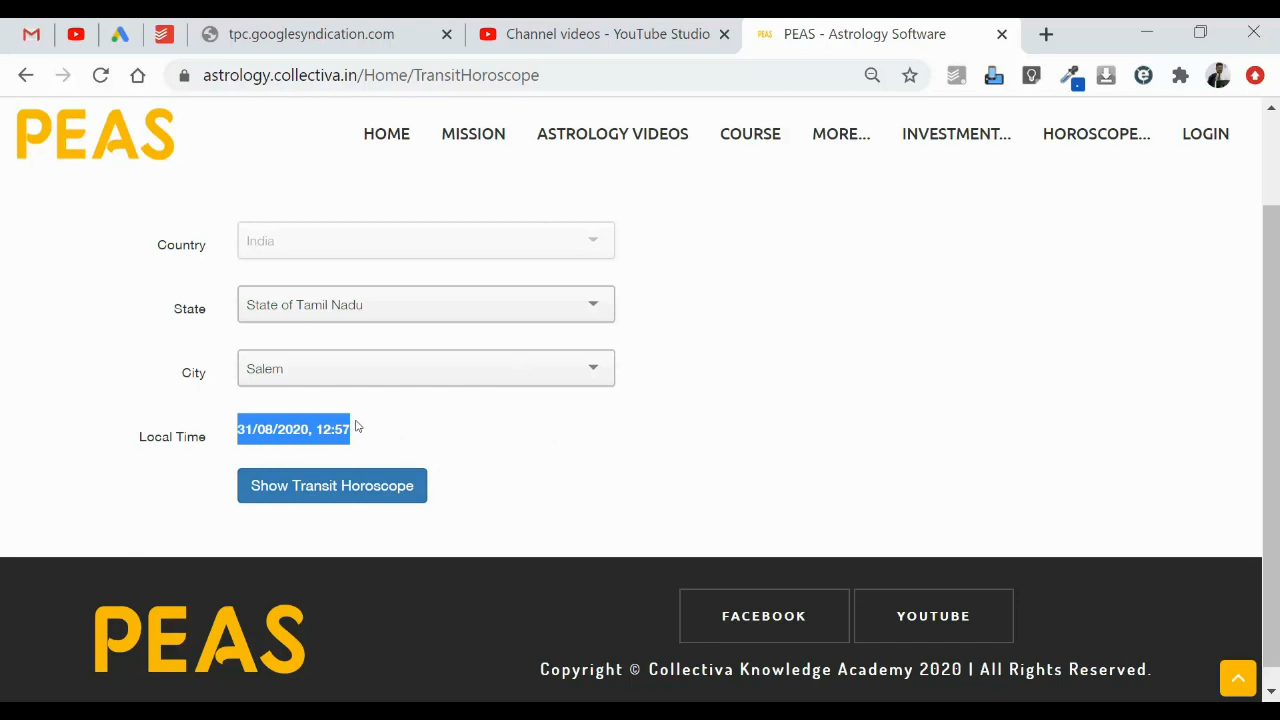 tpc.googlesyndication.com
Channel videos - YouTube Studio
PEAS
PEAS - Astrology Software
astrology.collectiva.in/Home/TransitHoroscope
PEAS
HOME
MISSION
ASTROLOGY VIDEOS
COURSE
MORE...
INVESTMENT...
HOROSCOPE...
LOGIN
Country
India
State
State of Tamil Nadu
City
Salem
Local Time
31/08/2020, 12:57
Show Transit Horoscope
PEAS
FACEBOOK
YOUTUBE
Copyright © Collectiva Knowledge Academy 2020 | All Rights Reserved.